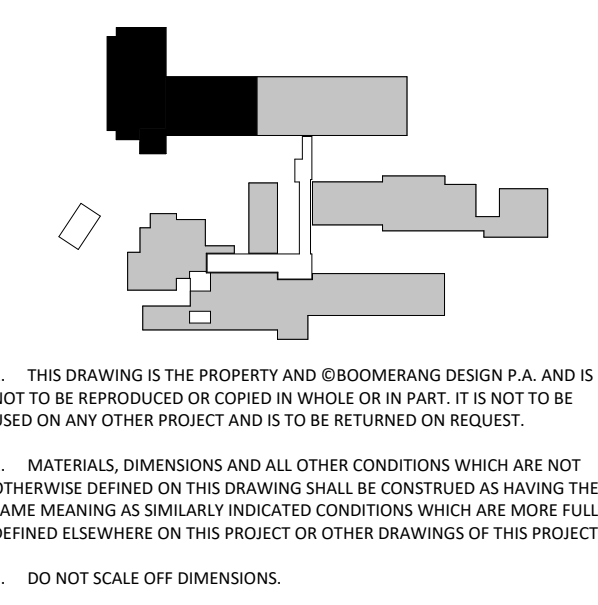 . THIS DRAWING IS THE PROPERTY AND ©BOOMERANG DESIGN P.A. AND IS
NOT TO BE REPRODUCED OR COPIED IN WHOLE OR IN PART. IT IS NOT TO BE
USED ON ANY OTHER PROJECT AND IS TO BE RETURNED ON REQUEST.
. MATERIALS, DIMENSIONS AND ALL OTHER CONDITIONS WHICH ARE NOT
OTHERWISE DEFINED ON THIS DRAWING SHALL BE CONSTRUED AS HAVING THE
SAME MEANING AS SIMILARLY INDICATED CONDITIONS WHICH ARE MORE FULL
DEFINED ELSEWHERE ON THIS PROJECT OR OTHER DRAWINGS OF THIS PROJECT
. DO NOT SCALE OFF DIMENSIONS.